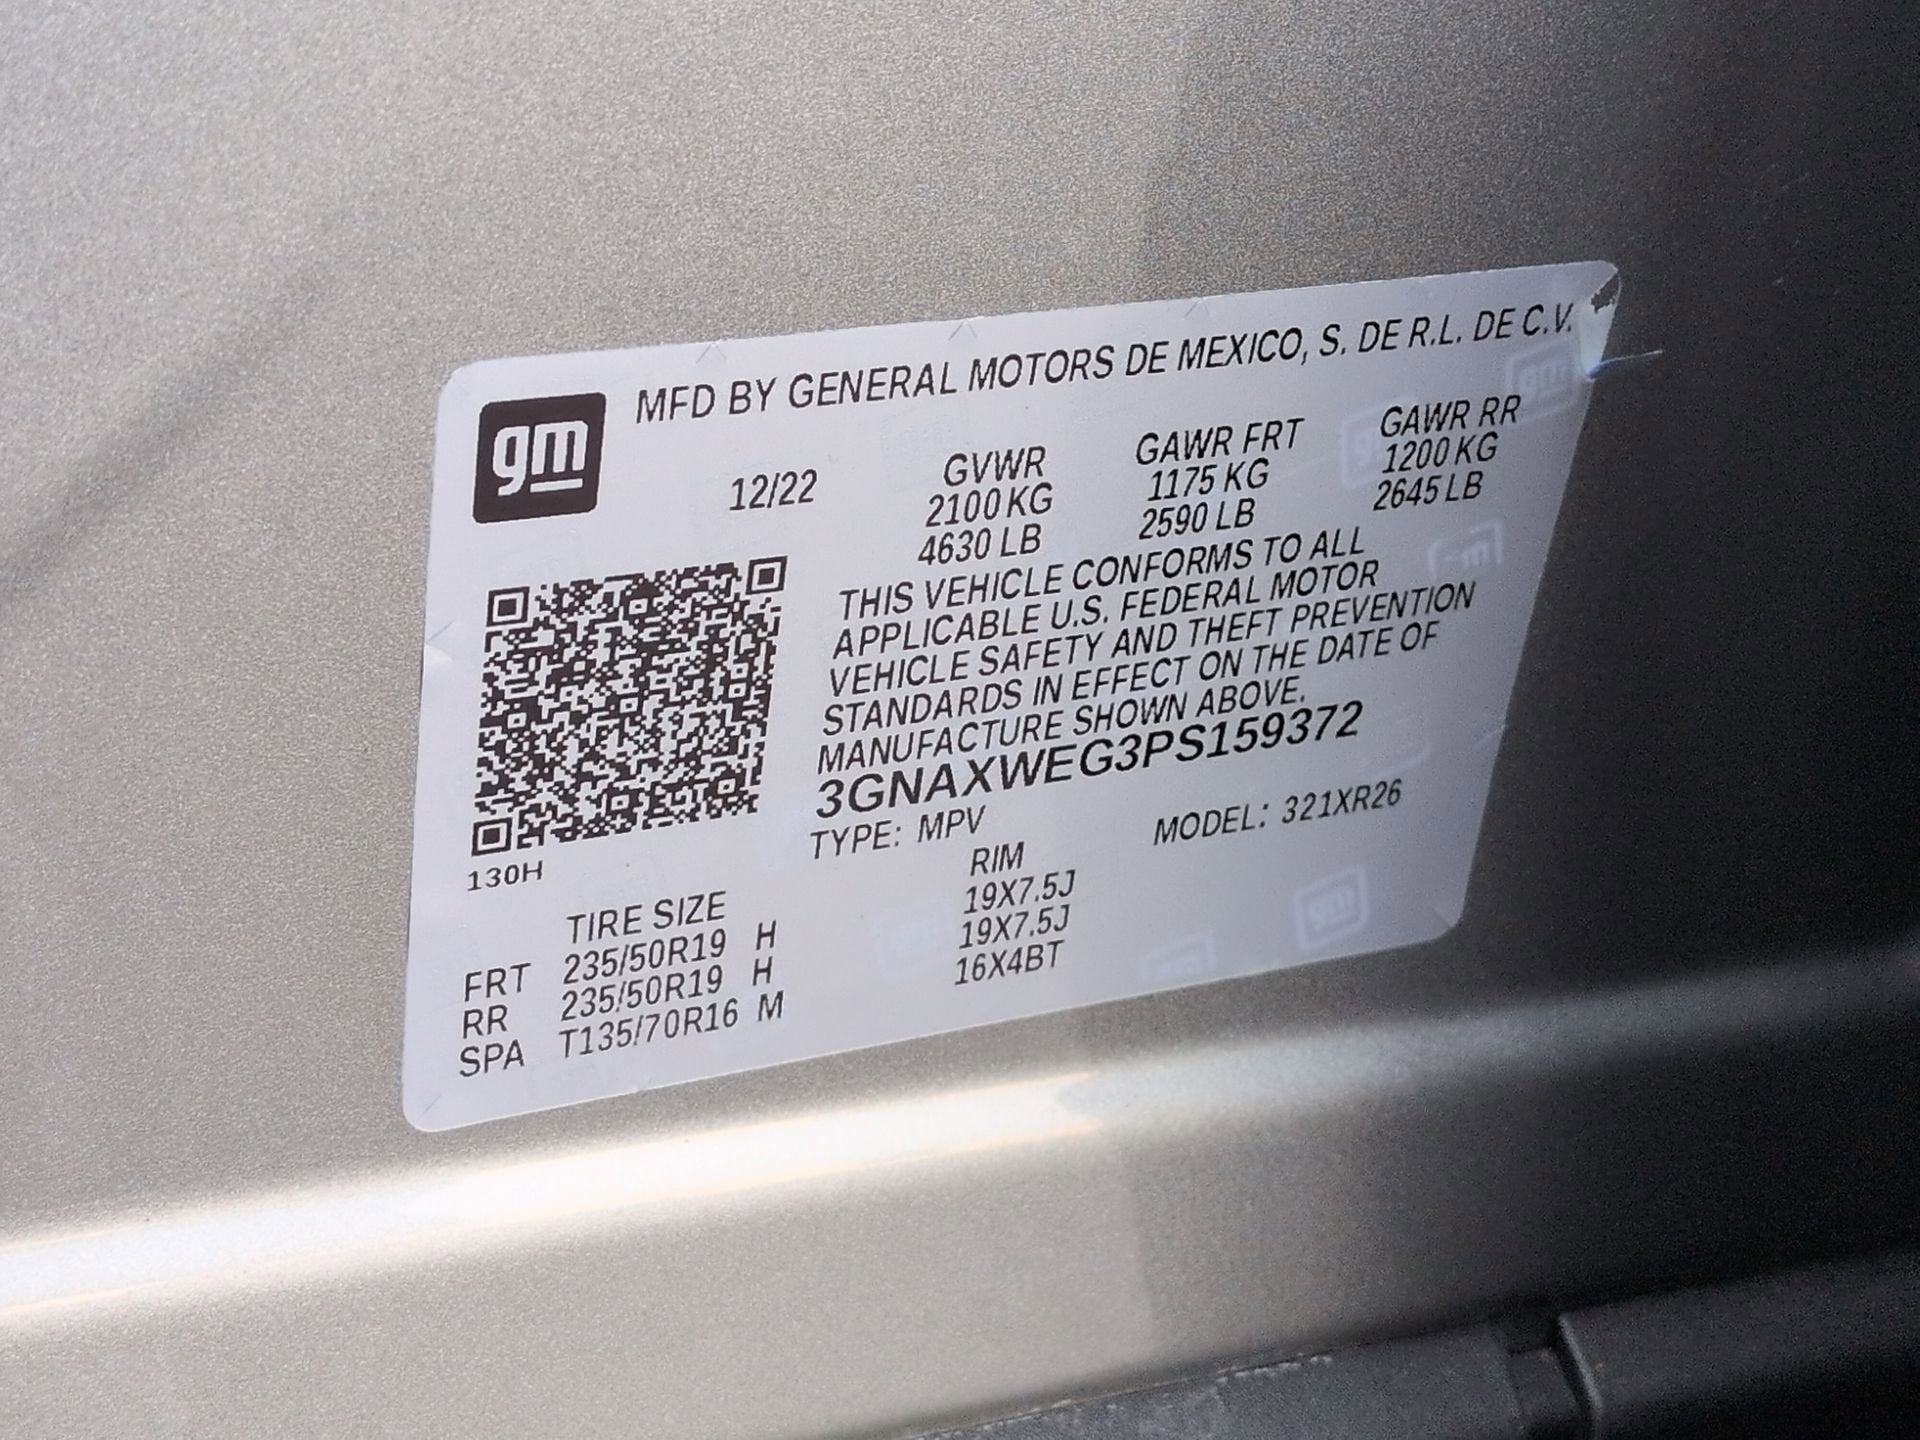 gm
MFD BY GENERAL MOTORS DE MEXICO, S. DE R.L. DE C.V.
12/22
GVWR
2100 KG
4630 LB
GAWR FRT
1175 KG
2590 LB
GAWR RR
1200 KG
2645 LB
THIS VEHICLE CONFORMS TO ALL
APPLICABLE U.S. FEDERAL MOTOR
VEHICLE SAFETY AND THEFT PREVENTION
STANDARDS IN EFFECT ON THE DATE OF
MANUFACTURE SHOWN ABOVE.
3GNAXWEG3PS159372
TYPE: MPV MODEL: 321XR26
130H
TIRE SIZE RIM
FRT 235/50R19 H 19X7.5J
RR 235/50R19 H 19X7.5J
SPA T135/70R16 M 16X4BT